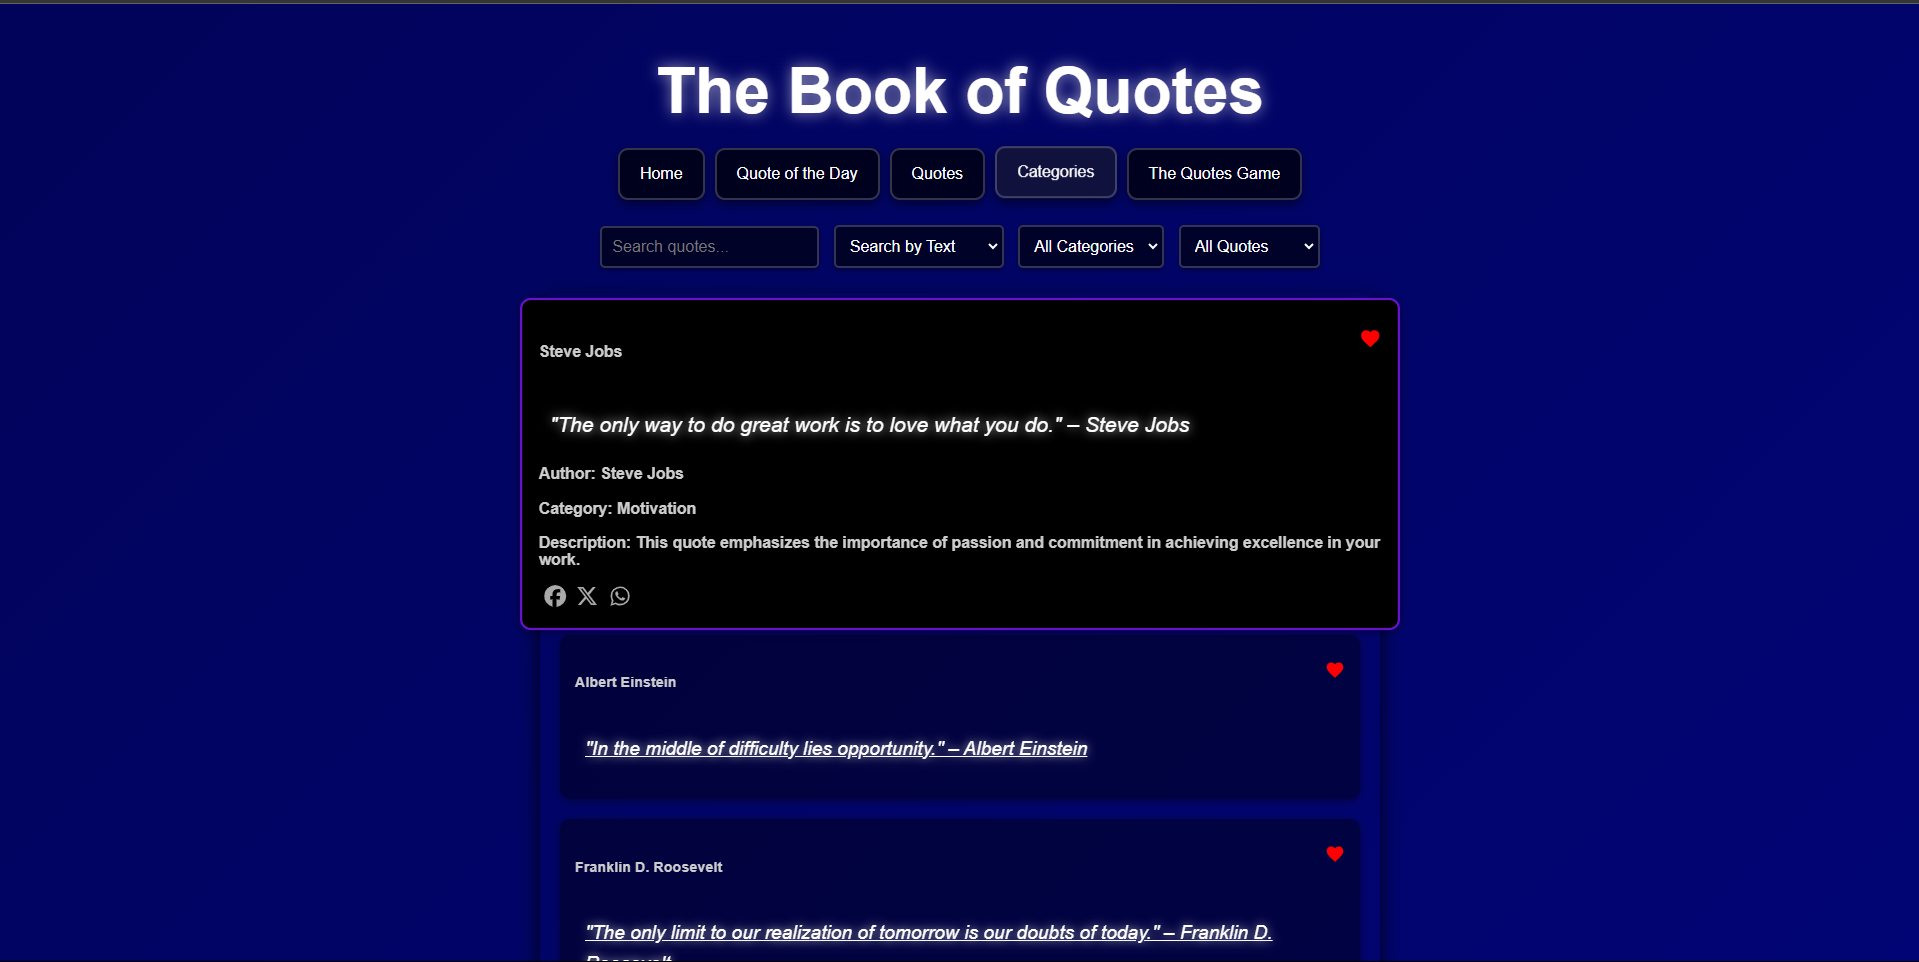 The Book of Quotes
Home
Quote of the Day
Quotes
Categories
The Quotes Game
Search quotes...
Search by Text
All Categories
All Quotes
Steve Jobs
"The only way to do great work is to love what you do." – Steve Jobs
Author: Steve Jobs
Category: Motivation
Description: This quote emphasizes the importance of passion and commitment in achieving excellence in your
work.
Albert Einstein
"In the middle of difficulty lies opportunity." – Albert Einstein
Franklin D. Roosevelt
"The only limit to our realization of tomorrow is our doubts of today." – Franklin D.
Roosevelt